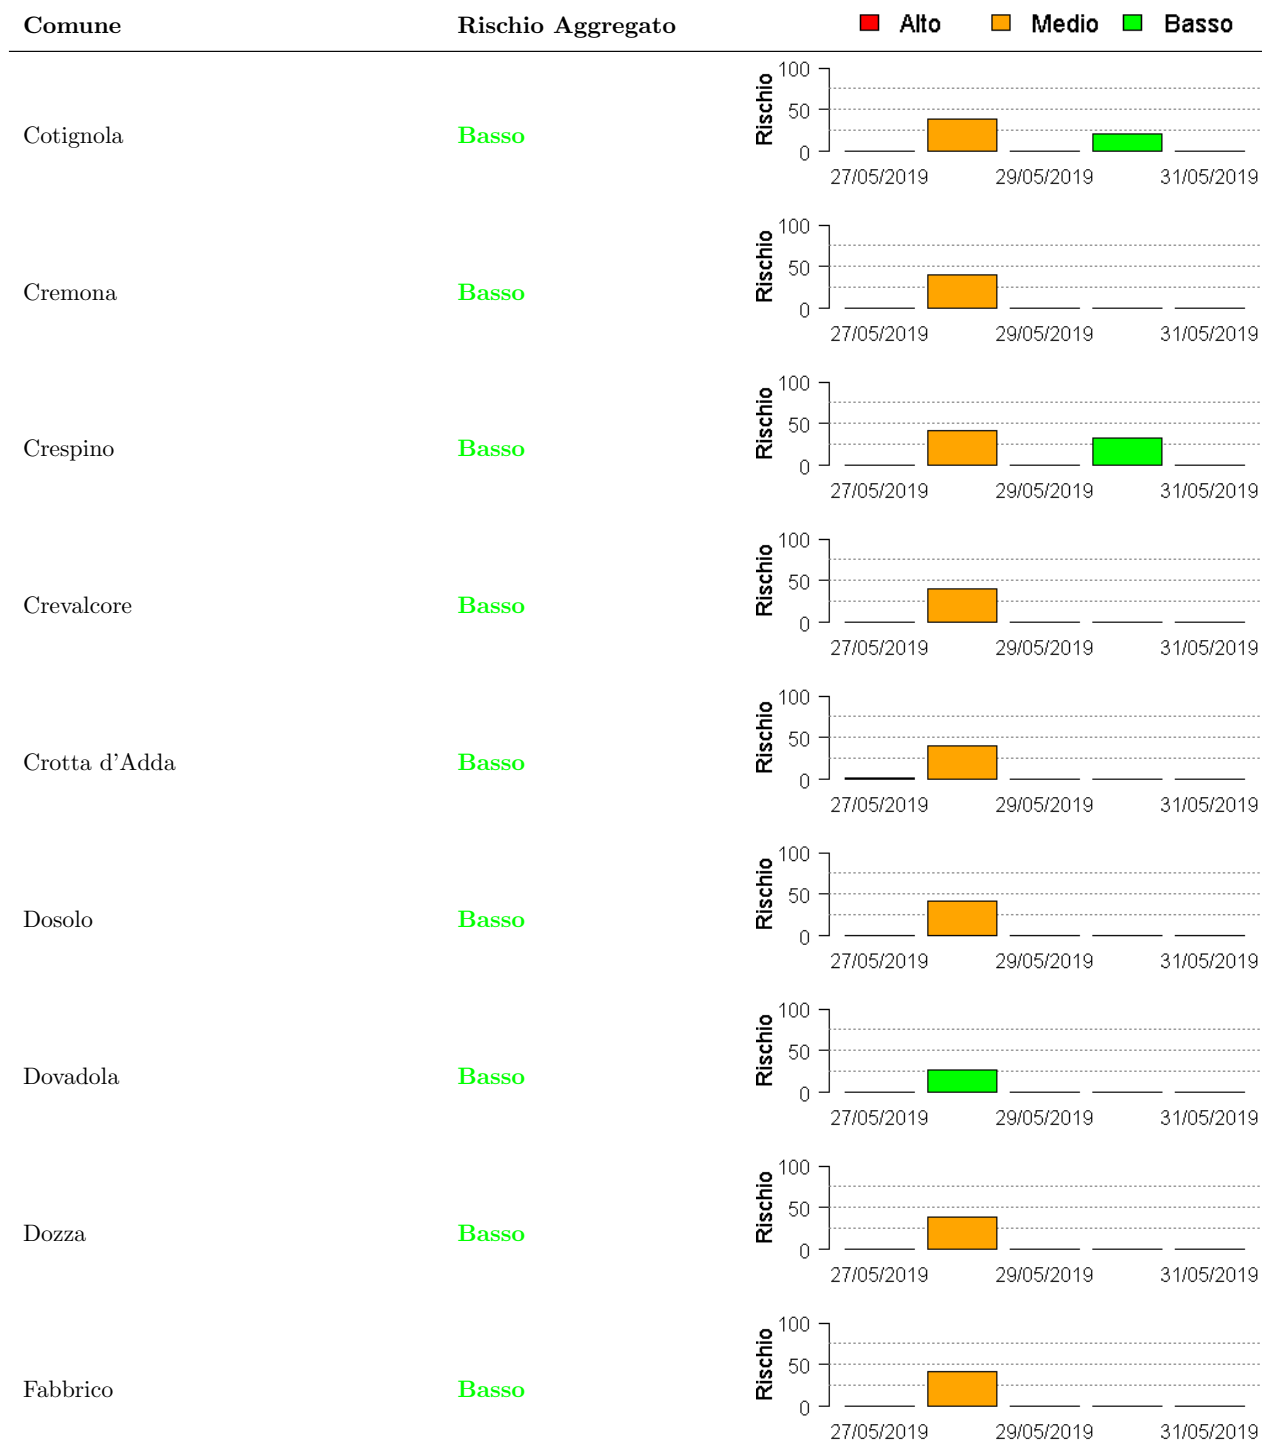 Comune Rischio Aggregato Alto Medio Basso
Cotignola Basso Rischio 100 50 0
27/05/2019 29/05/2019 31/05/2019
Cremona Basso Rischio 100 50 0
27/05/2019 29/05/2019 31/05/2019
Crespino Basso Rischio 100 50 0
27/05/2019 29/05/2019 31/05/2019
Crevalcore Basso Rischio 100 50 0
27/05/2019 29/05/2019 31/05/2019
Crotta d'Adda Basso Rischio 100 50 0
27/05/2019 29/05/2019 31/05/2019
Dosolo Basso Rischio 100 50 0
27/05/2019 29/05/2019 31/05/2019
Dovadola Basso Rischio 100 50 0
27/05/2019 29/05/2019 31/05/2019
Dozza Basso Rischio 100 50 0
27/05/2019 29/05/2019 31/05/2019
Fabbrico Basso Rischio 100 50 0
27/05/2019 29/05/2019 31/05/2019